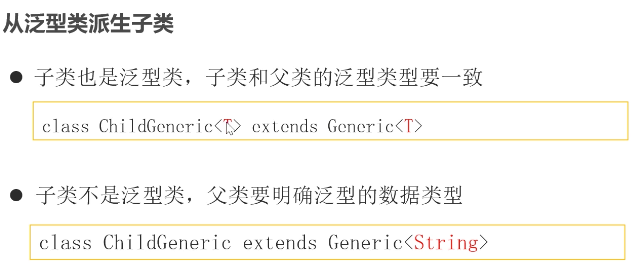 从泛型类派生子类
● 子类也是泛型类，子类和父类的泛型类型要一致
class ChildGeneric<T> extends Generic<T>
● 子类不是泛型类，父类要明确泛型的数据类型
class ChildGeneric extends Generic<String>